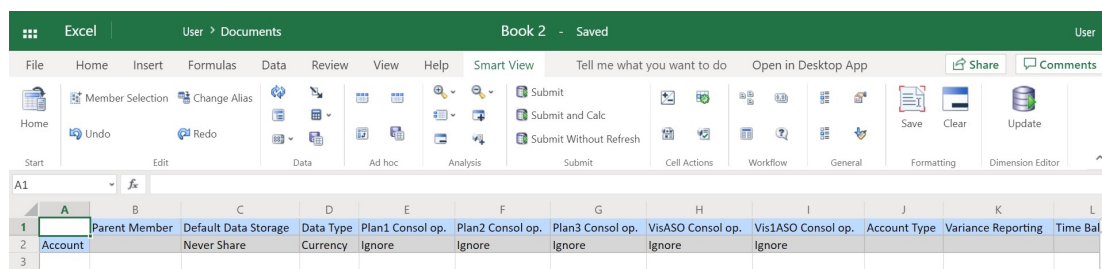 Excel User > Documents Book 2 - Saved User
File Home Insert Formulas Data Review View Help Smart View Tell me what you want to do Open in Desktop App Share Comments
Member Selection Change Alias Submit
Submit and Calc
Home Save Clear Update
Undo Redo Submit Without Refresh
Start Edit Data Ad hoc Analysis Submit Cell Actions Workflow General Formatting Dimension Editor
A1 fx
A B C D E F G H I J K L
1 Parent Member Default Data Storage Data Type Plan1 Consol op. Plan2 Consol op. Plan3 Consol op. VisASO Consol op. Vis1ASO Consol op. Account Type Variance Reporting Time Bal
2 Account Never Share Currency Ignore Ignore Ignore Ignore Ignore
3